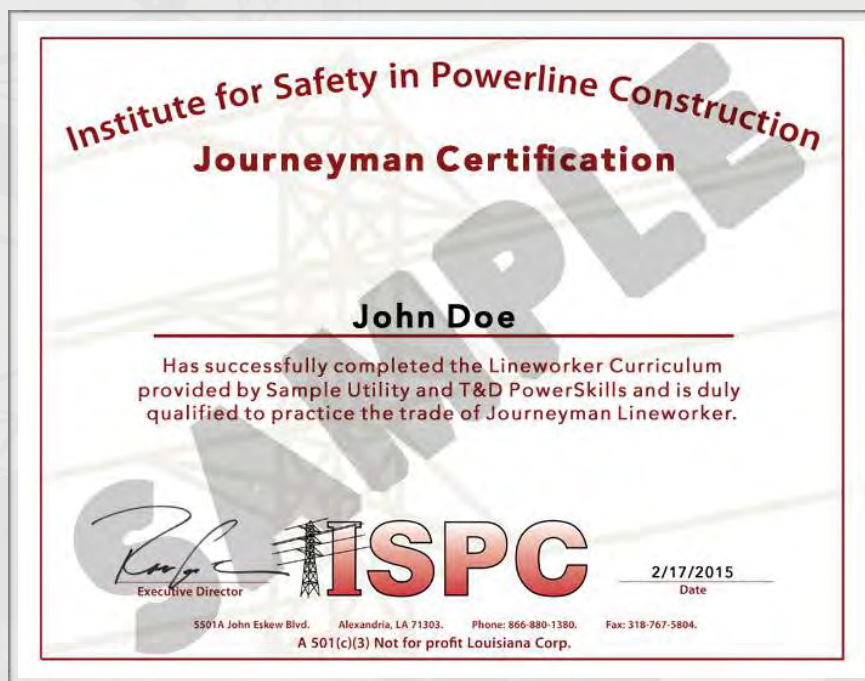 Institute for Safety in Powerline Construction
Journeyman Certification
SAMPLE
John Doe
Has successfully completed the Lineworker Curriculum
provided by Sample Utility and T&D PowerSkills and is duly
qualified to practice the trade of Journeyman Lineworker.
ISPC
2/17/2015
Executive Director
Date
5501A John Eskew Blvd. Alexandria, LA 71303. Phone: 866-880-1380. Fax: 318-767-5804.
A 501(c)(3) Not for profit Louisiana Corp.